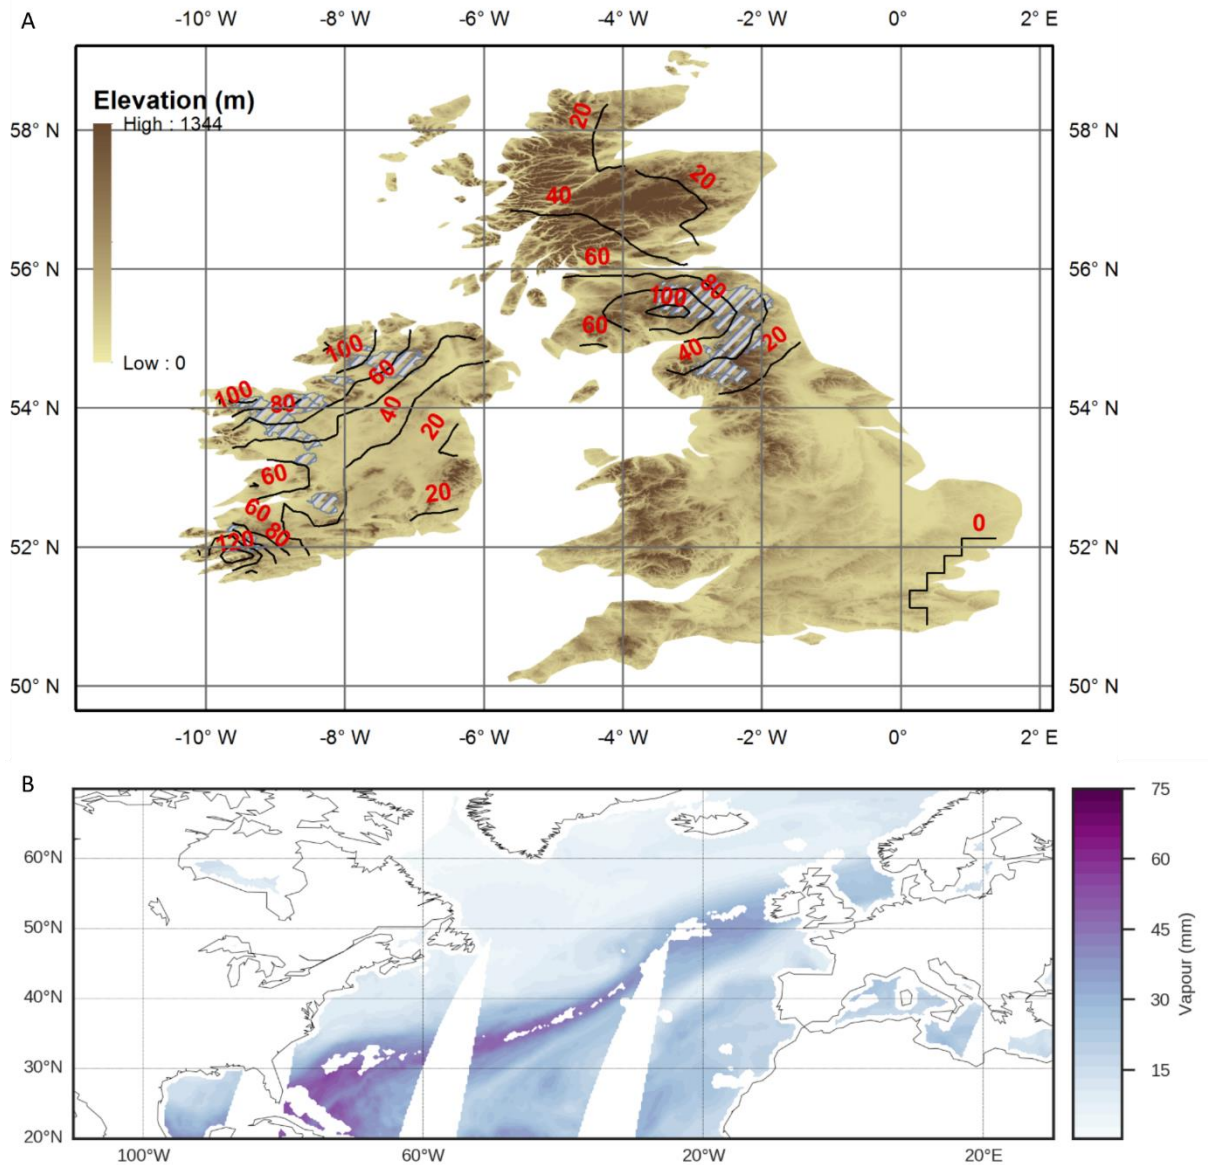 A
-10° W -8° W -6° W -4° W -2° W 0° 2° E
Elevation (m)
High : 1344
Low : 0
58° N 58° N
56° N 56° N
54° N 54° N
52° N 52° N
50° N 50° N
20
20
40
60
80
100
60
40
20
100
60
100
80
40
20
60
20
60
80
120
0
-10° W -8° W -6° W -4° W -2° W 0° 2° E
B
60°N
50°N
40°N
30°N
20°N
100°W 60°W 20°W 20°E
75
60
45
30
15
Vapour (mm)